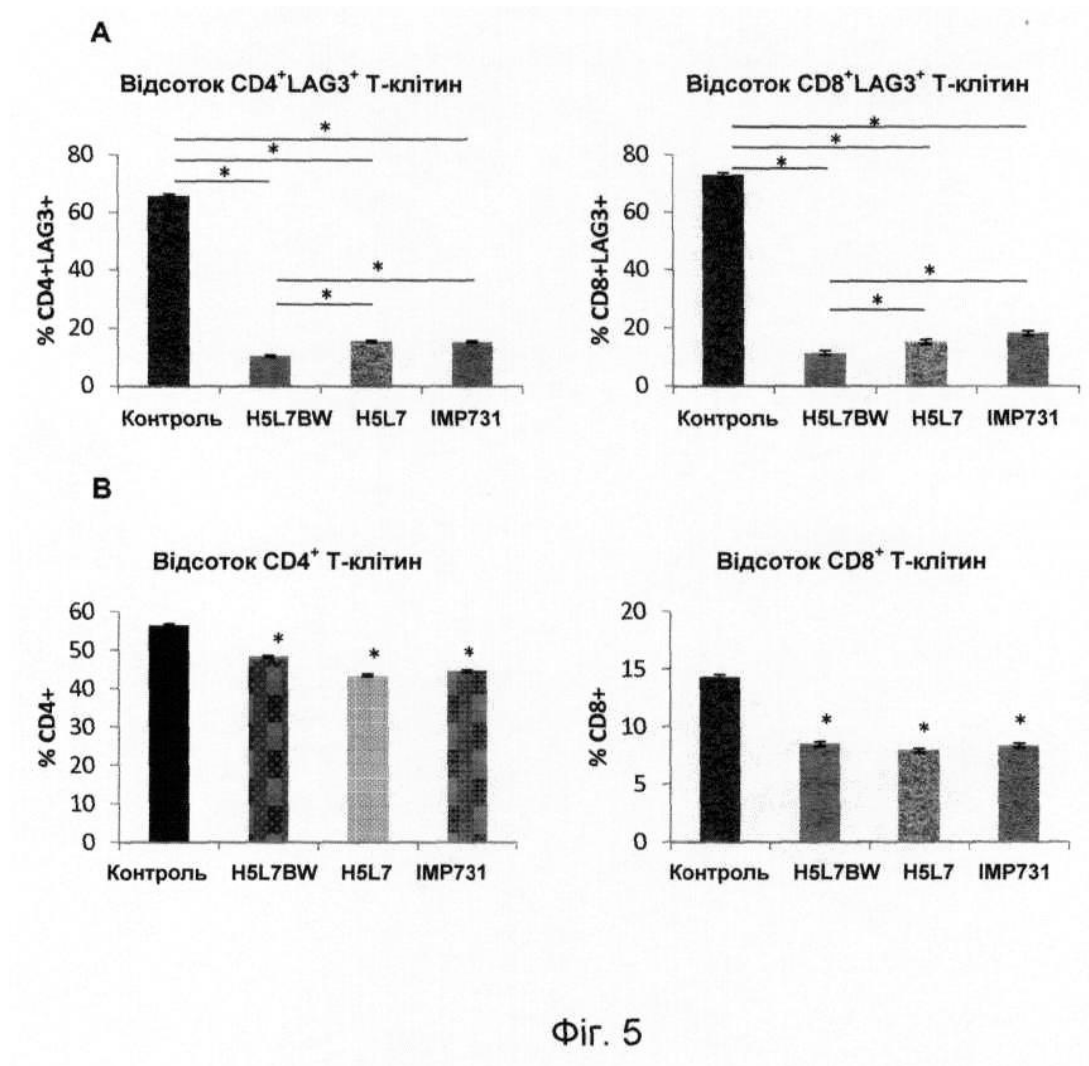 A
Відсоток CD4⁺LAG3⁺ Т-клітин
% CD4+LAG3+
80
60
40
20
0
* * *
* *
Контроль H5L7BW H5L7 IMP731
Відсоток CD8⁺LAG3⁺ Т-клітин
% CD8+LAG3+
80
60
40
20
0
* * *
* *
Контроль H5L7BW H5L7 IMP731
B
Відсоток CD4⁺ Т-клітин
% CD4+
60
50
40
30
20
10
0
* * *
Контроль H5L7BW H5L7 IMP731
Відсоток CD8⁺ Т-клітин
% CD8+
20
15
10
5
0
* * *
Контроль H5L7BW H5L7 IMP731
Фіг. 5